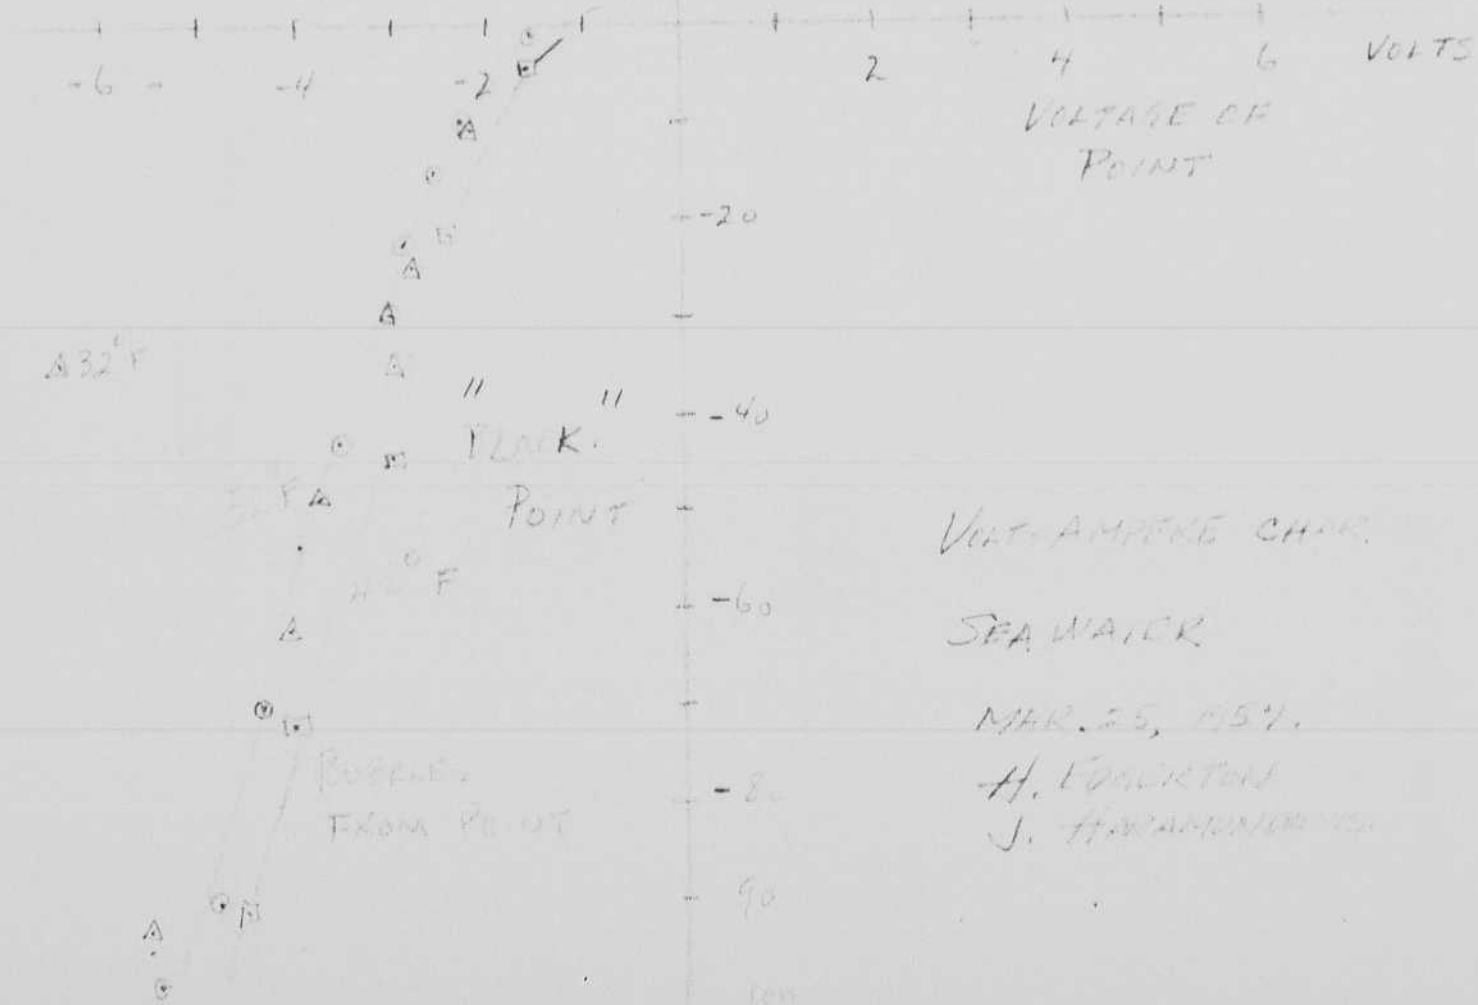 -6 -4 -2 2 4 6 VOLTS
VOLTAGE OF
POINT
-20
32°F
-40
"BLACK."
POINT
°F
-60
VOLT-AMPERE CHAR.
SEA WATER
MAR. 25,
BUBBLES
FROM POINT
-80
H. EDGERTON
J.
90
100